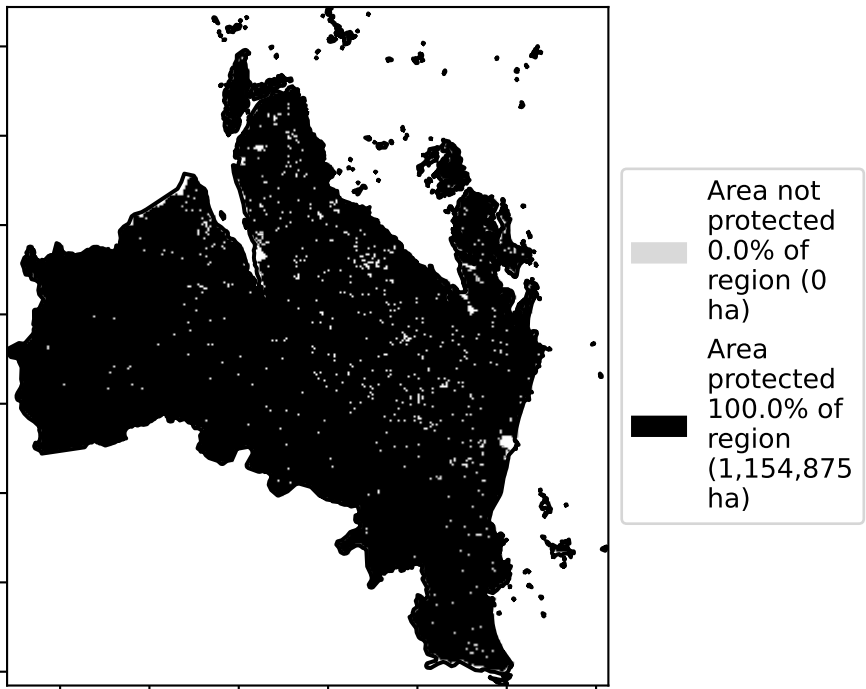 Area not
protected
0.0% of
region (0
ha)
Area
protected
100.0% of
region
(1,154,875
ha)